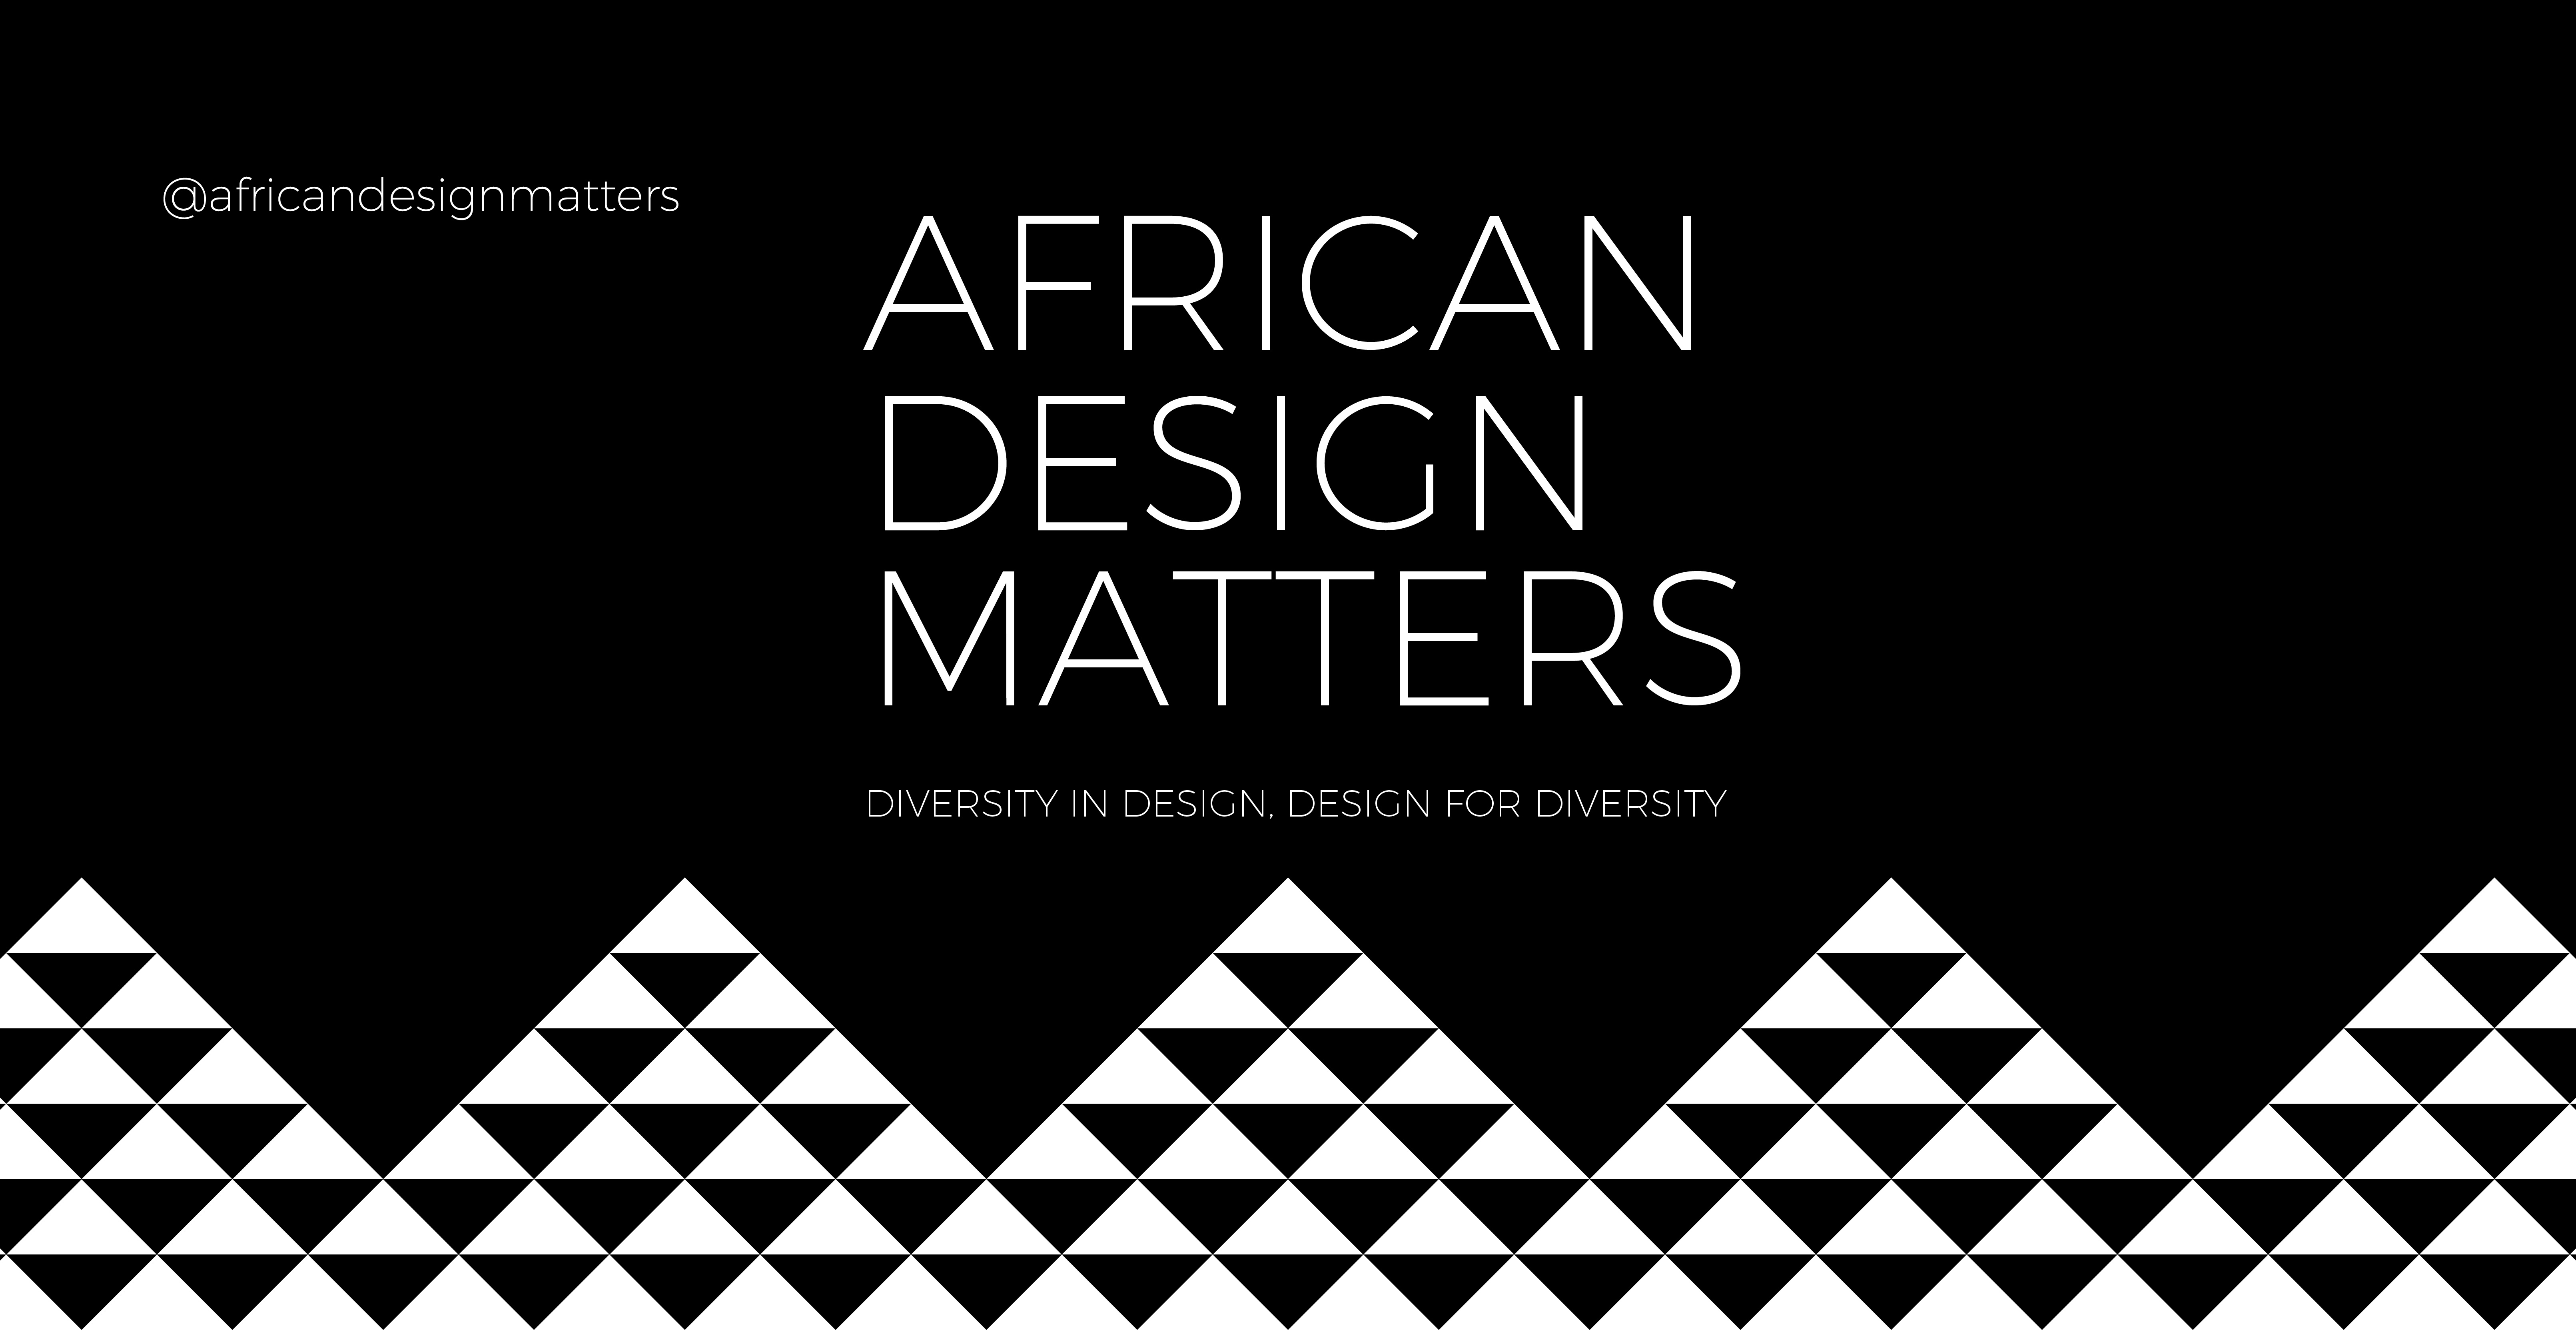 @africandesignmatters
AFRICAN
DESIGN
MATTERS
DIVERSITY IN DESIGN, DESIGN FOR DIVERSITY